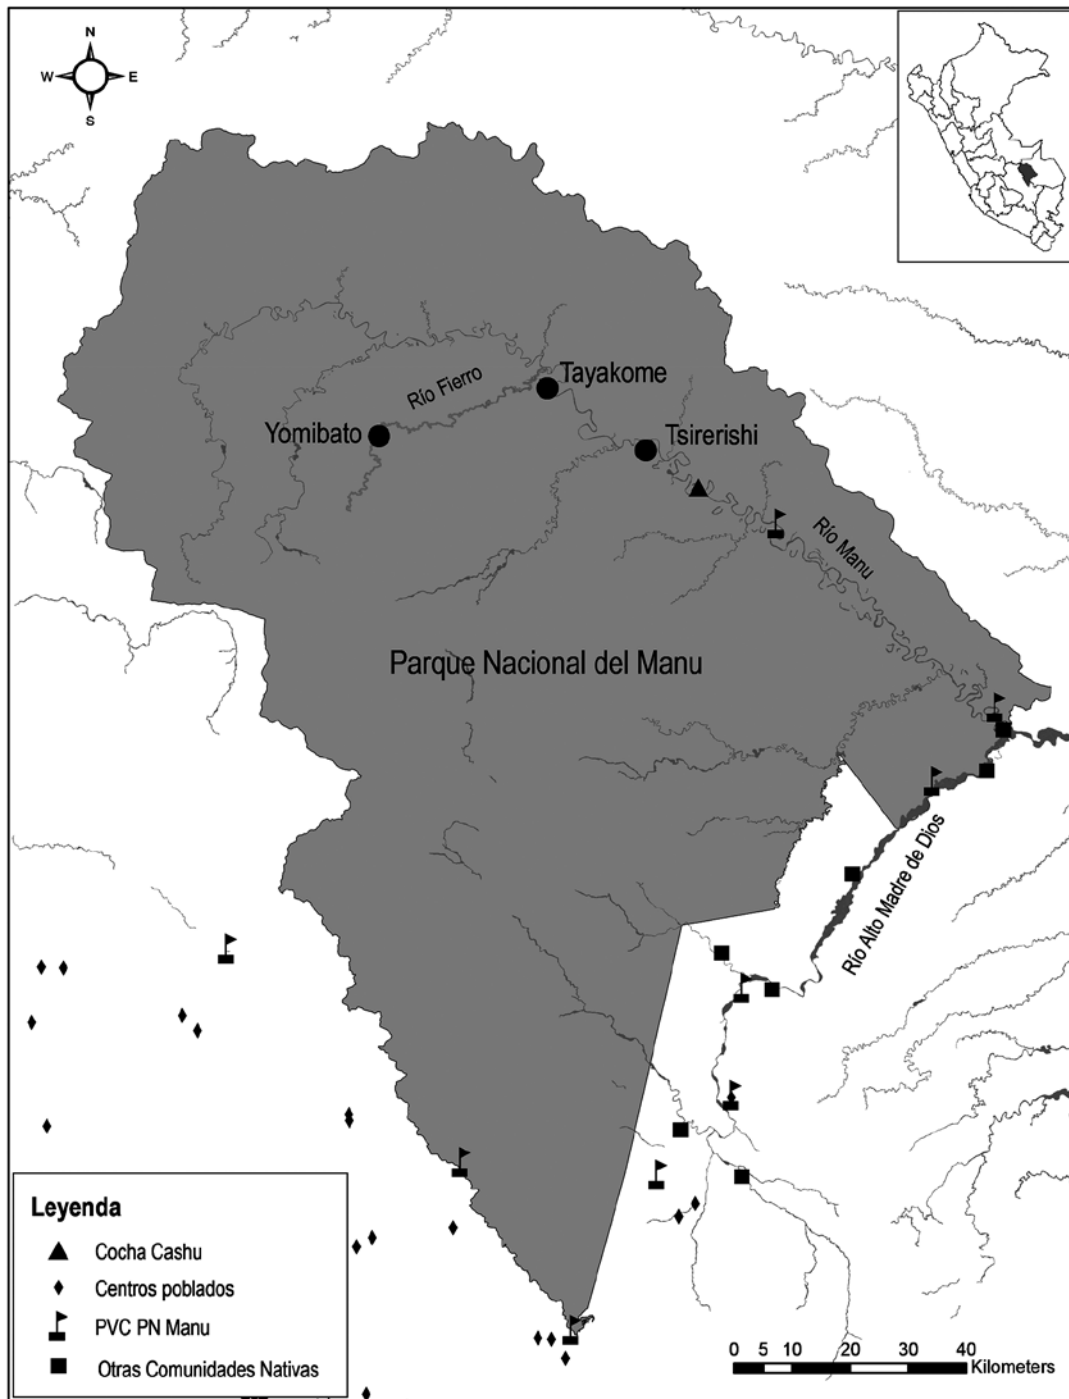 N
W E
S
Tayakome
Río Fierro
Yomibato
Tsirerishi
Río Manu
Parque Nacional del Manu
Río Alto Madre de Dios
Leyenda
Cocha Cashu
Centros poblados
PVC PN Manu
Otras Comunidades Nativas
0 5 10 20 30 40
Kilometers